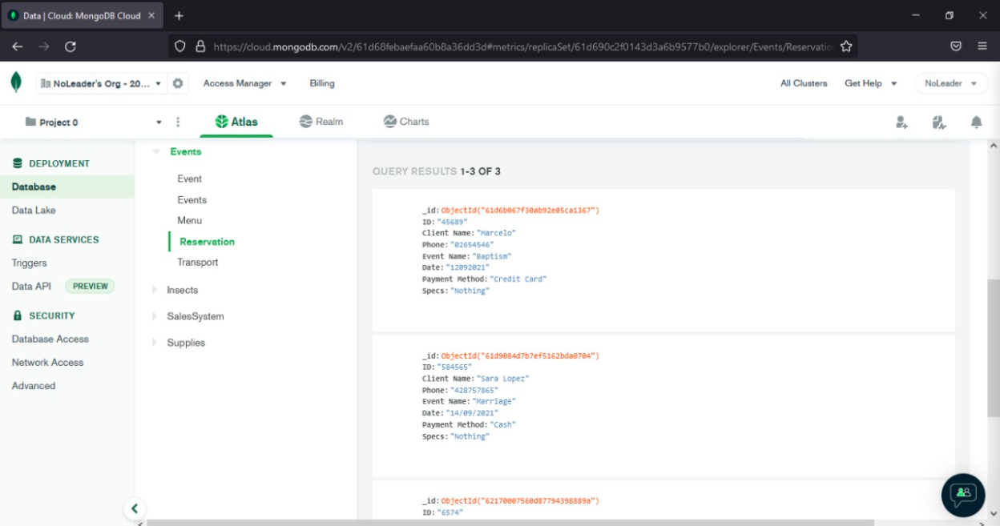 Data | Cloud: MongoDB Cloud
https://cloud.mongodb.com/v2/61d68febaefaa60b8a36dd3d#metrics/replicaSet/61d690c2f0143d3a6b9577b0/explorer/Events/Reservatio
NoLeader's Org - 20... Access Manager Billing All Clusters Get Help NoLeader
Project 0 Atlas Realm Charts
DEPLOYMENT
Database
Data Lake
DATA SERVICES
Triggers
Data API PREVIEW
SECURITY
Database Access
Network Access
Advanced
Events
Event
Events
Menu
Reservation
Transport
Insects
SalesSystem
Supplies
QUERY RESULTS 1-3 OF 3
_id: ObjectId("61d6b067f30ab92e05ca1367")
ID: "45689"
Client Name: "Marcelo"
Phone: "02654546"
Event Name: "Baptism"
Date: "12092021"
Payment Method: "Credit Card"
Specs: "Nothing"
_id: ObjectId("61d9084d7b7ef5162bda0704")
ID: "584565"
Client Name: "Sara Lopez"
Phone: "428757865"
Event Name: "Marriage"
Date: "14/09/2021"
Payment Method: "Cash"
Specs: "Nothing"
_id: ObjectId("62170007560d87794398889a")
ID: "6574"